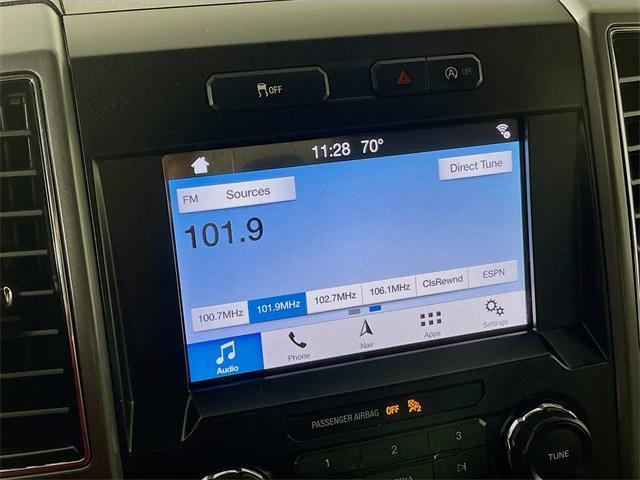 OFF
OFF
11:28 70°
FM Sources
Direct Tune
101.9
100.7MHz 101.9MHz 102.7MHz 106.1MHz ClsRewnd ESPN
Audio Phone Nav Apps Settings
PASSENGER AIRBAG OFF
1 2 3
TUNE